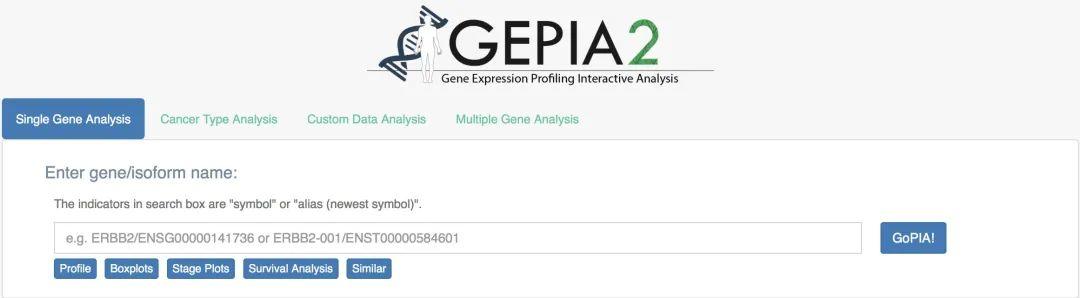 GEPIA2
Gene Expression Profiling Interactive Analysis
Single Gene Analysis Cancer Type Analysis Custom Data Analysis Multiple Gene Analysis
Enter gene/isoform name:
The indicators in search box are "symbol" or "alias (newest symbol)".
e.g. ERBB2/ENSG00000141736 or ERBB2-001/ENST00000584601 GoPIA!
Profile Boxplots Stage Plots Survival Analysis Similar